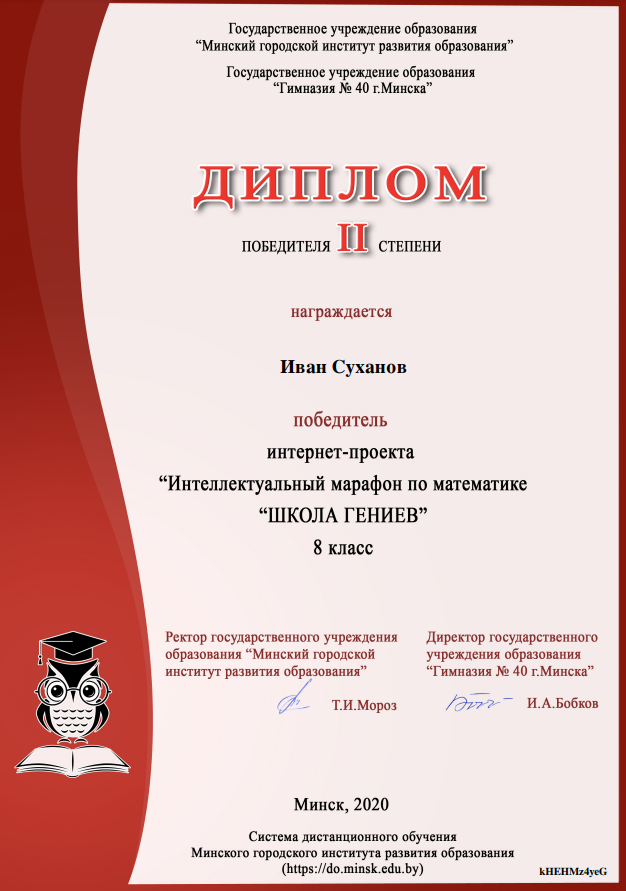 Государственное учреждение образования
“Минский городской институт развития образования”
Государственное учреждение образования
“Гимназия № 40 г.Минска”
ДИПЛОМ
ПОБЕДИТЕЛЯ II СТЕПЕНИ
награждается
Иван Суханов
победитель
интернет-проекта
“Интеллектуальный марафон по математике
“ШКОЛА ГЕНИЕВ”
8 класс
Ректор государственного учреждения
образования “Минский городской
институт развития образования”
Т.И.Мороз
Директор государственного
учреждения образования
“Гимназия № 40 г.Минска”
И.А.Бобков
Минск, 2020
Система дистанционного обучения
Минского городского института развития образования
(https://do.minsk.edu.by)
kHEHMz4yeG